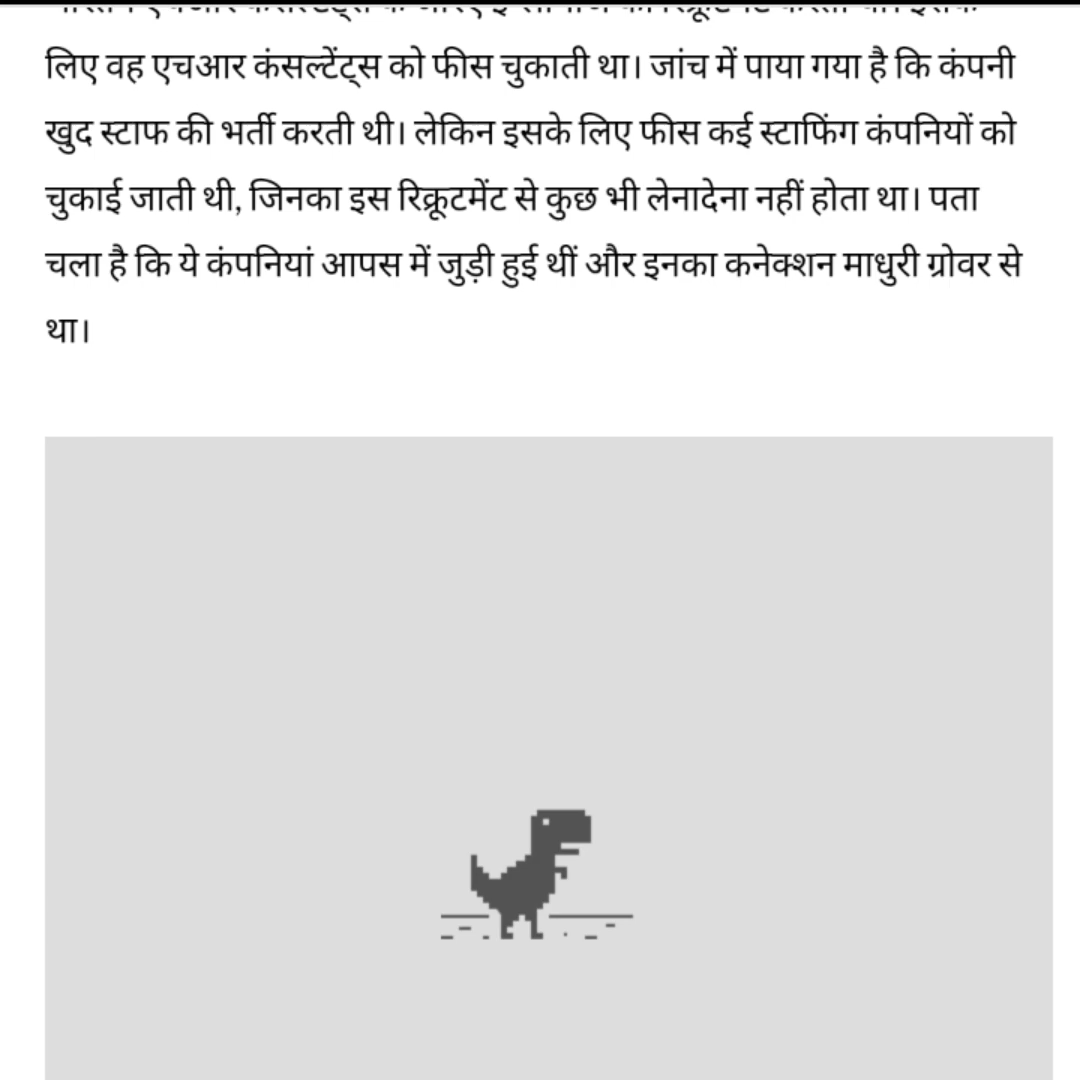 लिए वह एचआर कंसल्टेंट्स को फीस चुकाती था। जांच में पाया गया है कि कंपनी
खुद स्टाफ की भर्ती करती थी। लेकिन इसके लिए फीस कई स्टाफिंग कंपनियों को
चुकाई जाती थी, जिनका इस रिक्रूटमेंट से कुछ भी लेनादेना नहीं होता था। पता
चला है कि ये कंपनियां आपस में जुड़ी हुई थीं और इनका कनेक्शन माधुरी ग्रोवर से
था।